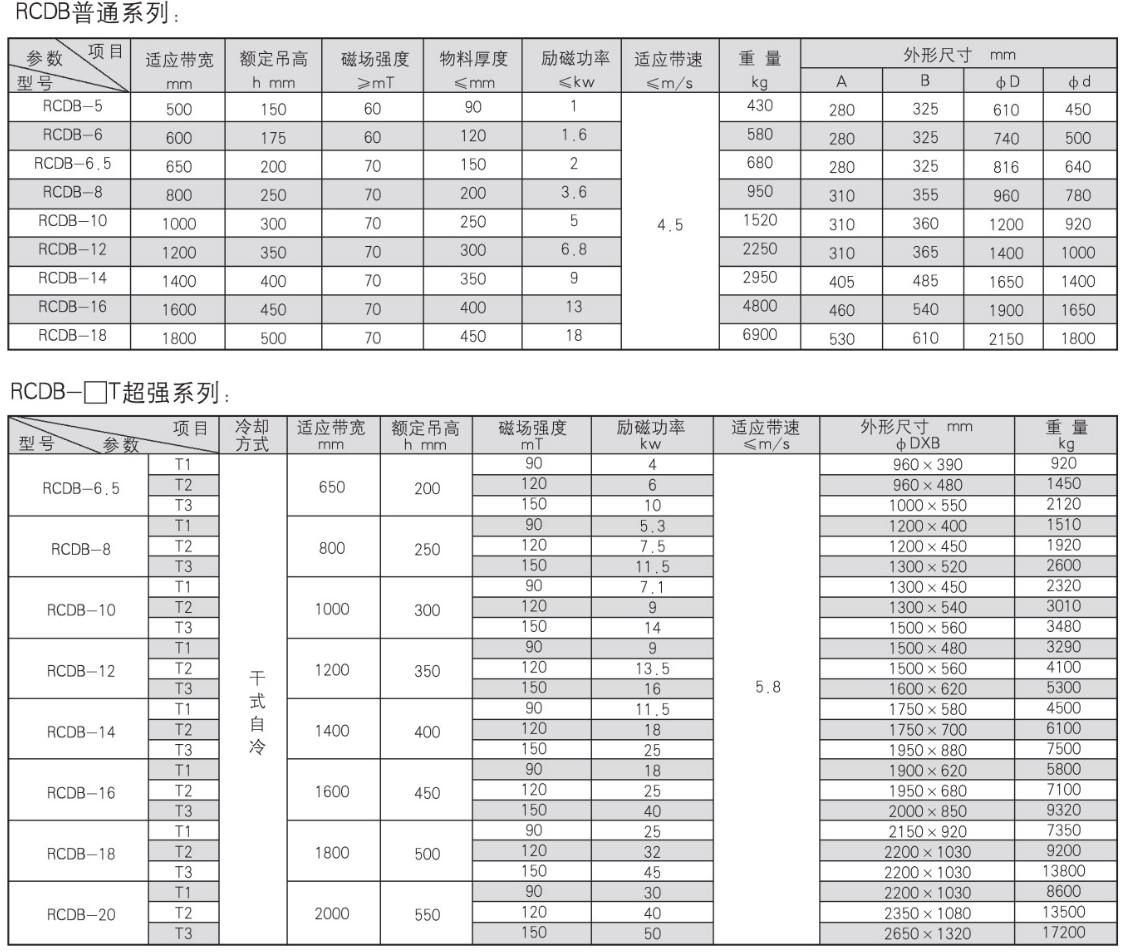 RCDB普通系列：
参数 项目 型号 适应带宽 mm 额定吊高 h mm 磁场强度 ≥mT 物料厚度 ≤mm 励磁功率 ≤kw 适应带速 ≤m/s 重量 kg 外形尺寸 mm A B φD φd
RCDB-5 500 150 60 90 1 430 280 325 610 450
RCDB-6 600 175 60 120 1.6 580 280 325 740 500
RCDB-6.5 650 200 70 150 2 680 280 325 816 640
RCDB-8 800 250 70 200 3.6 950 310 355 960 780
RCDB-10 1000 300 70 250 5 4.5 1520 310 360 1200 920
RCDB-12 1200 350 70 300 6.8 2250 310 365 1400 1000
RCDB-14 1400 400 70 350 9 2950 405 485 1650 1400
RCDB-16 1600 450 70 400 13 4800 460 540 1900 1650
RCDB-18 1800 500 70 450 18 6900 530 610 2150 1800
RCDB-□T超强系列：
型号 参数 项目 冷却方式 适应带宽 mm 额定吊高 h mm 磁场强度 mT 励磁功率 kw 适应带速 ≤m/s 外形尺寸 mm φDXB 重量 kg
T1 90 4 960×390 920
RCDB-6.5 T2 650 200 120 6 960×480 1450
T3 150 10 1000×550 2120
T1 90 5.3 1200×400 1510
RCDB-8 T2 800 250 120 7.5 1200×450 1920
T3 150 11.5 1300×520 2600
T1 90 7.1 1300×450 2320
RCDB-10 T2 1000 300 120 9 1300×540 3010
T3 150 14 1500×560 3480
T1 90 9 1500×480 3290
RCDB-12 T2 1200 350 120 13.5 1500×560 4100
T3 干式自冷 150 16 5.8 1600×620 5300
T1 90 11.5 1750×580 4500
RCDB-14 T2 1400 400 120 18 1750×700 6100
T3 150 25 1950×880 7500
T1 90 18 1900×620 5800
RCDB-16 T2 1600 450 120 25 1950×680 7100
T3 150 40 2000×850 9320
T1 90 25 2150×920 7350
RCDB-18 T2 1800 500 120 32 2200×1030 9200
T3 150 45 2200×1030 13800
T1 90 30 2200×1030 8600
RCDB-20 T2 2000 550 120 40 2350×1080 13500
T3 150 50 2650×1320 17200